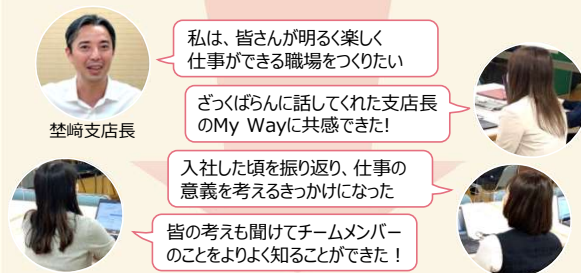 私は、皆さんが明るく楽しく
仕事ができる職場をつくりたい
埜﨑支店長
ざっくばらんに話してくれた支店長
のMy Wayに共感できた!
入社した頃を振り返り、仕事の
意義を考えるきっかけになった
皆の考えも聞けてチームメンバー
のことをよりよく知ることができた！